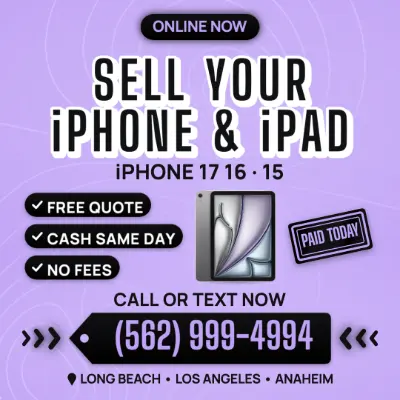 ONLINE NOW
SELL YOUR
iPHONE & iPAD
iPHONE 17 16 · 15
FREE QUOTE
CASH SAME DAY
NO FEES
PAID TODAY
CALL OR TEXT NOW
(562) 999-4994
LONG BEACH • LOS ANGELES • ANAHEIM